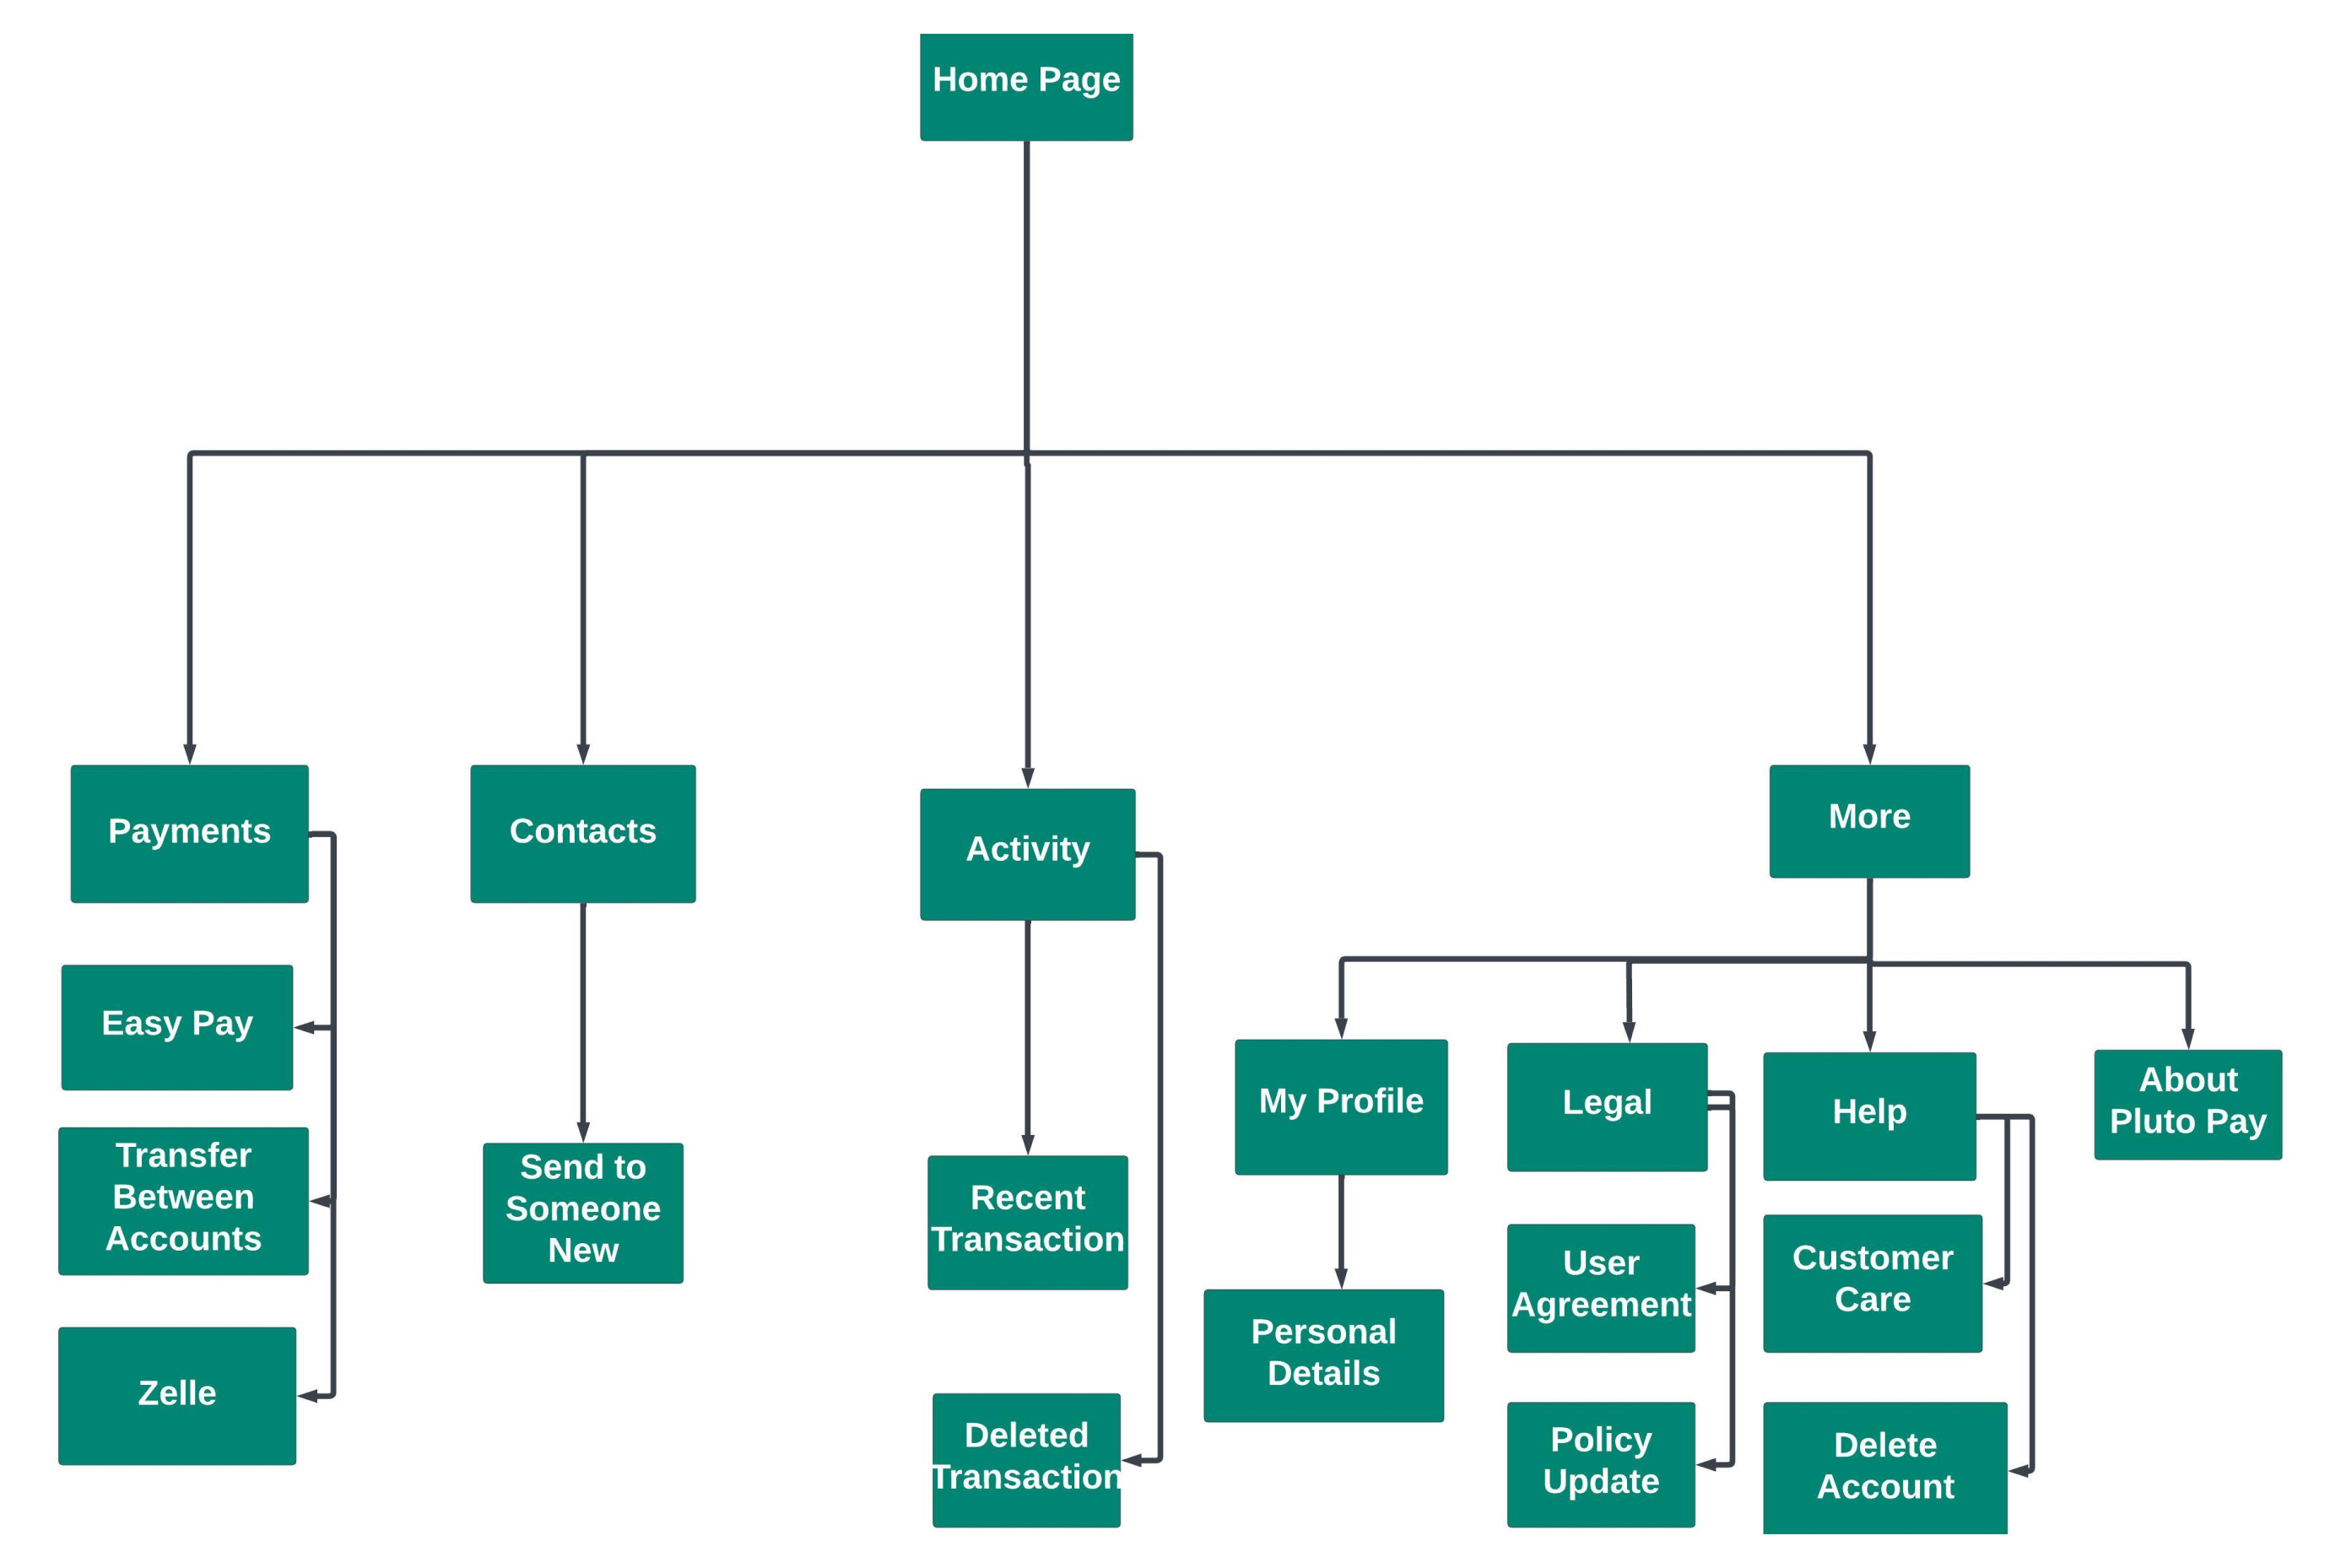 Home Page
Payments
Contacts
Activity
More
Easy Pay
Transfer
Between
Accounts
Zelle
Send to
Someone
New
Recent
Transaction
Deleted
Transaction
My Profile
Personal
Details
Legal
User
Agreement
Policy
Update
Help
Customer
Care
Delete
Account
About
Pluto Pay